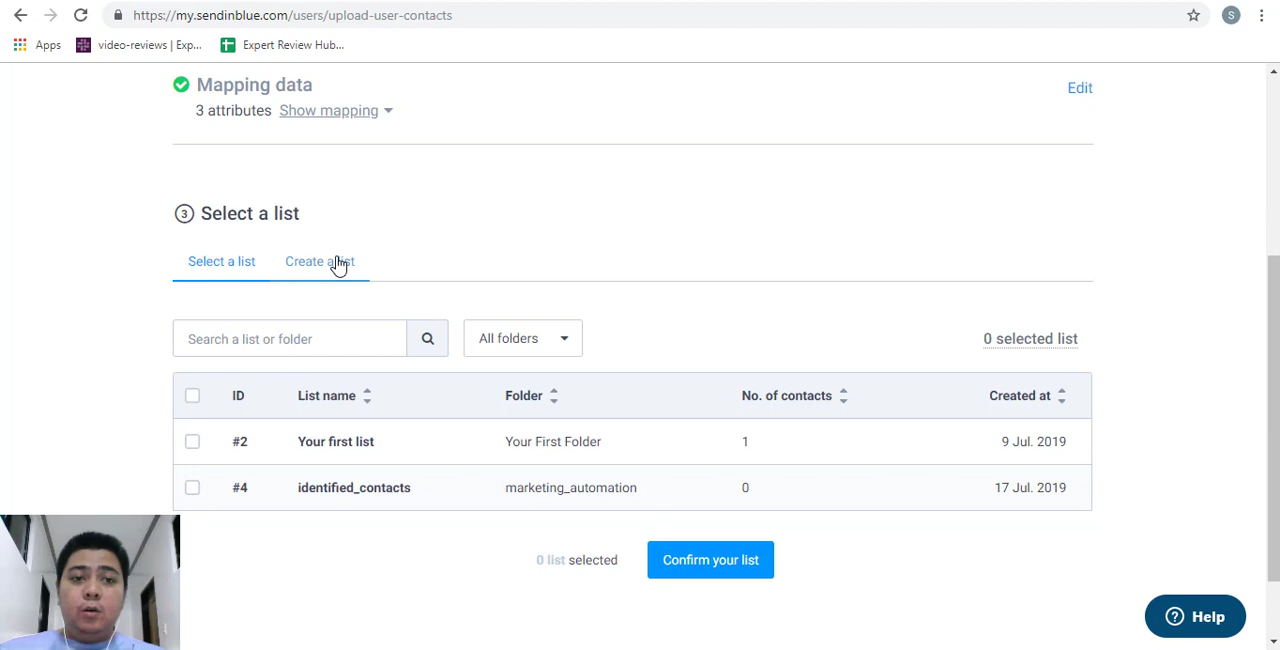 https://my.sendinblue.com/users/upload-user-contacts
S
Apps
video-reviews | Exp...
Expert Review Hub...
Mapping data
Edit
3 attributes Show mapping
3 Select a list
Select a list Create a list
Search a list or folder
All folders
0 selected list
ID List name Folder No. of contacts Created at
#2 Your first list Your First Folder 1 9 Jul. 2019
#4 identified_contacts marketing_automation 0 17 Jul. 2019
0 list selected
Confirm your list
? Help